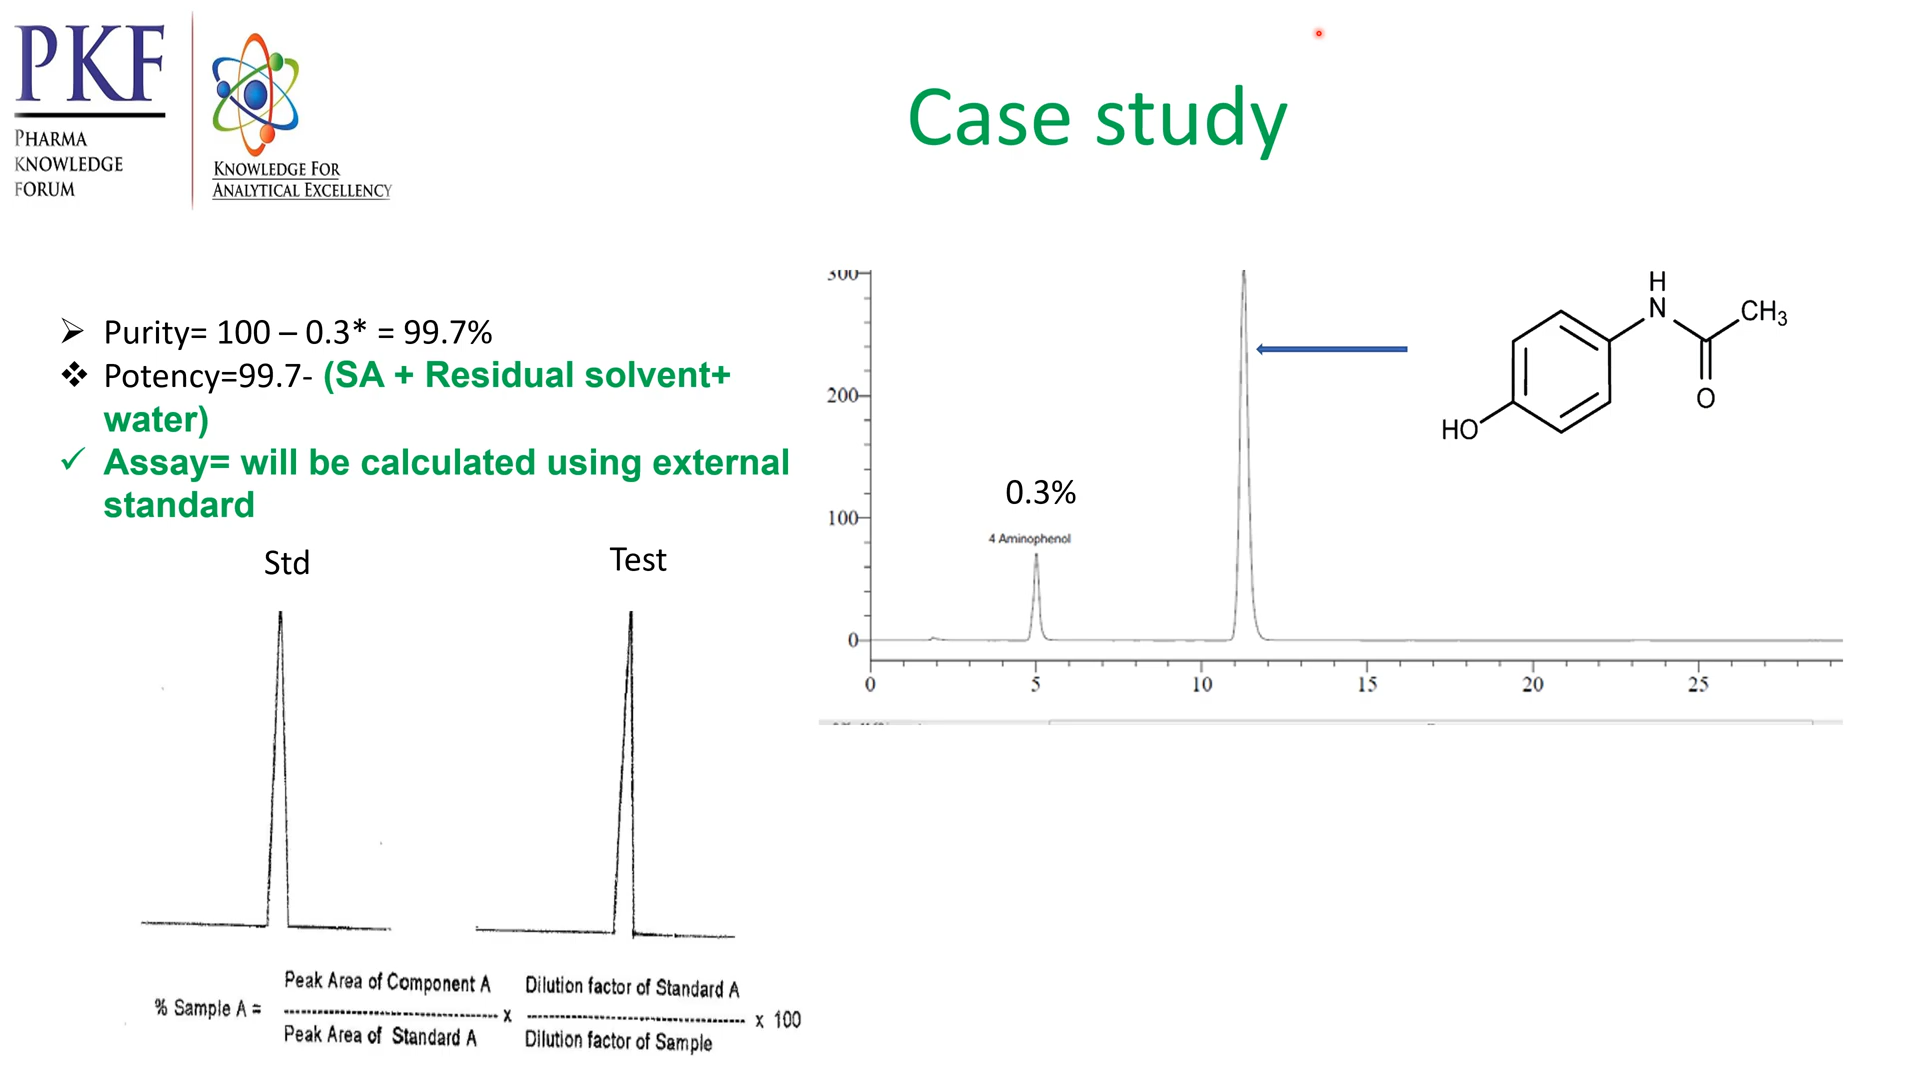 PKF
PHARMA
KNOWLEDGE
FORUM
KNOWLEDGE FOR
ANALYTICAL EXCELLENCY
Case study
Purity= 100 – 0.3* = 99.7%
Potency=99.7- (SA + Residual solvent+
water)
Assay= will be calculated using external
standard
Std
Test
% Sample A =
Peak Area of Component A
Peak Area of Standard A
x
Dilution factor of Standard A
Dilution factor of Sample
x 100
300
200
100
0
0.3%
4 Aminophenol
0 5 10 15 20 25
H
N
CH3
O
HO